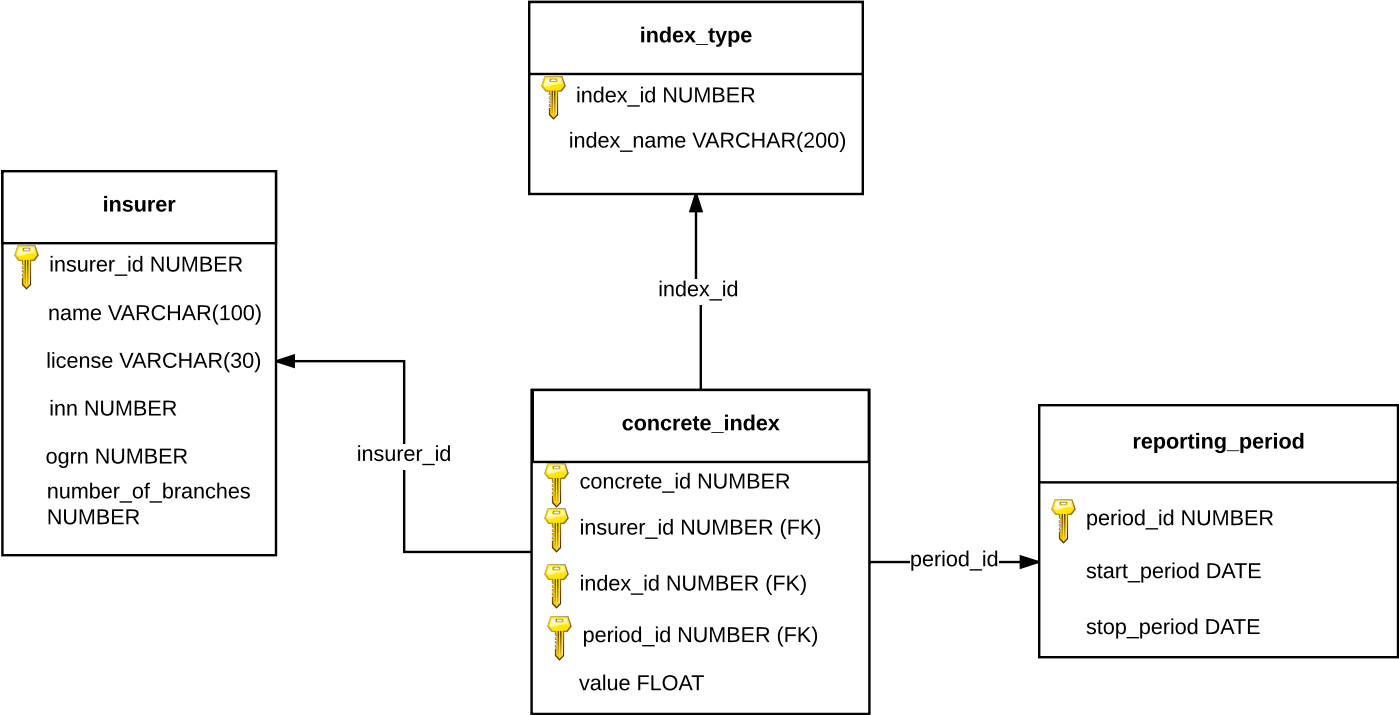 index_type
index_id NUMBER
index_name VARCHAR(200)
insurer
insurer_id NUMBER
name VARCHAR(100)
license VARCHAR(30)
inn NUMBER
ogrn NUMBER
number_of_branches
NUMBER
index_id
insurer_id
concrete_index
concrete_id NUMBER
insurer_id NUMBER (FK)
index_id NUMBER (FK)
period_id NUMBER (FK)
value FLOAT
period_id
reporting_period
period_id NUMBER
start_period DATE
stop_period DATE